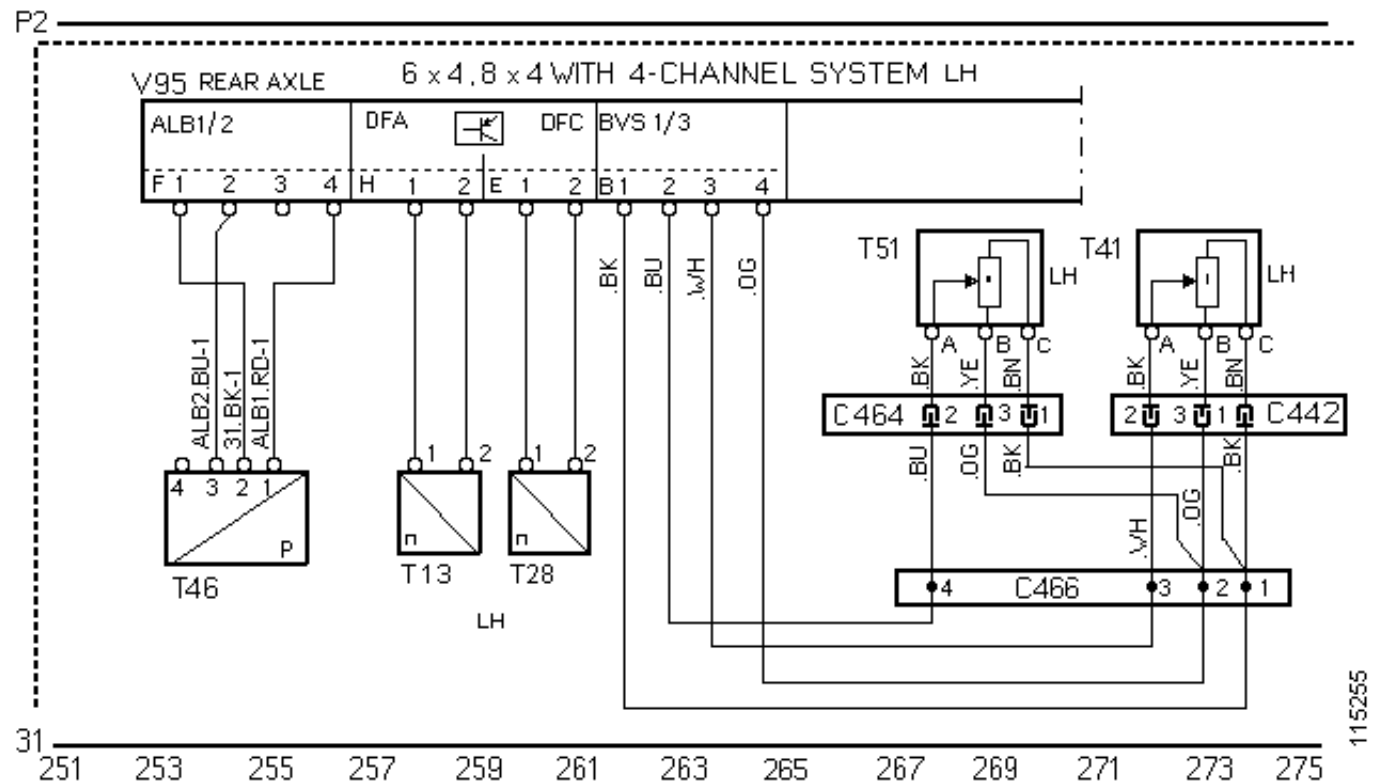 P2
6 x 4, 8 x 4 WITH 4-CHANNEL SYSTEM LH
V95 REAR AXLE
ALB1/2 DFA DFC BVS 1/3
F 1 2 3 4 H 1 2 E 1 2 B 1 2 3 4
T51 LH T41 LH
.BK .BU .WH .OG
A B C A B C
.BK .YE .BN .BK .YE .BN
ALB2.BU-1 31.BK-1 ALB1.RD-1
C464 2 3 1 2 3 1 C442
.BU .OG .BK .WH .OG .BK
4 3 2 1 1 2 1 2
P n n
T46 T13 T28
LH
4 C466 3 2 1
115255
31
251 253 255 257 259 261 263 265 267 269 271 273 275